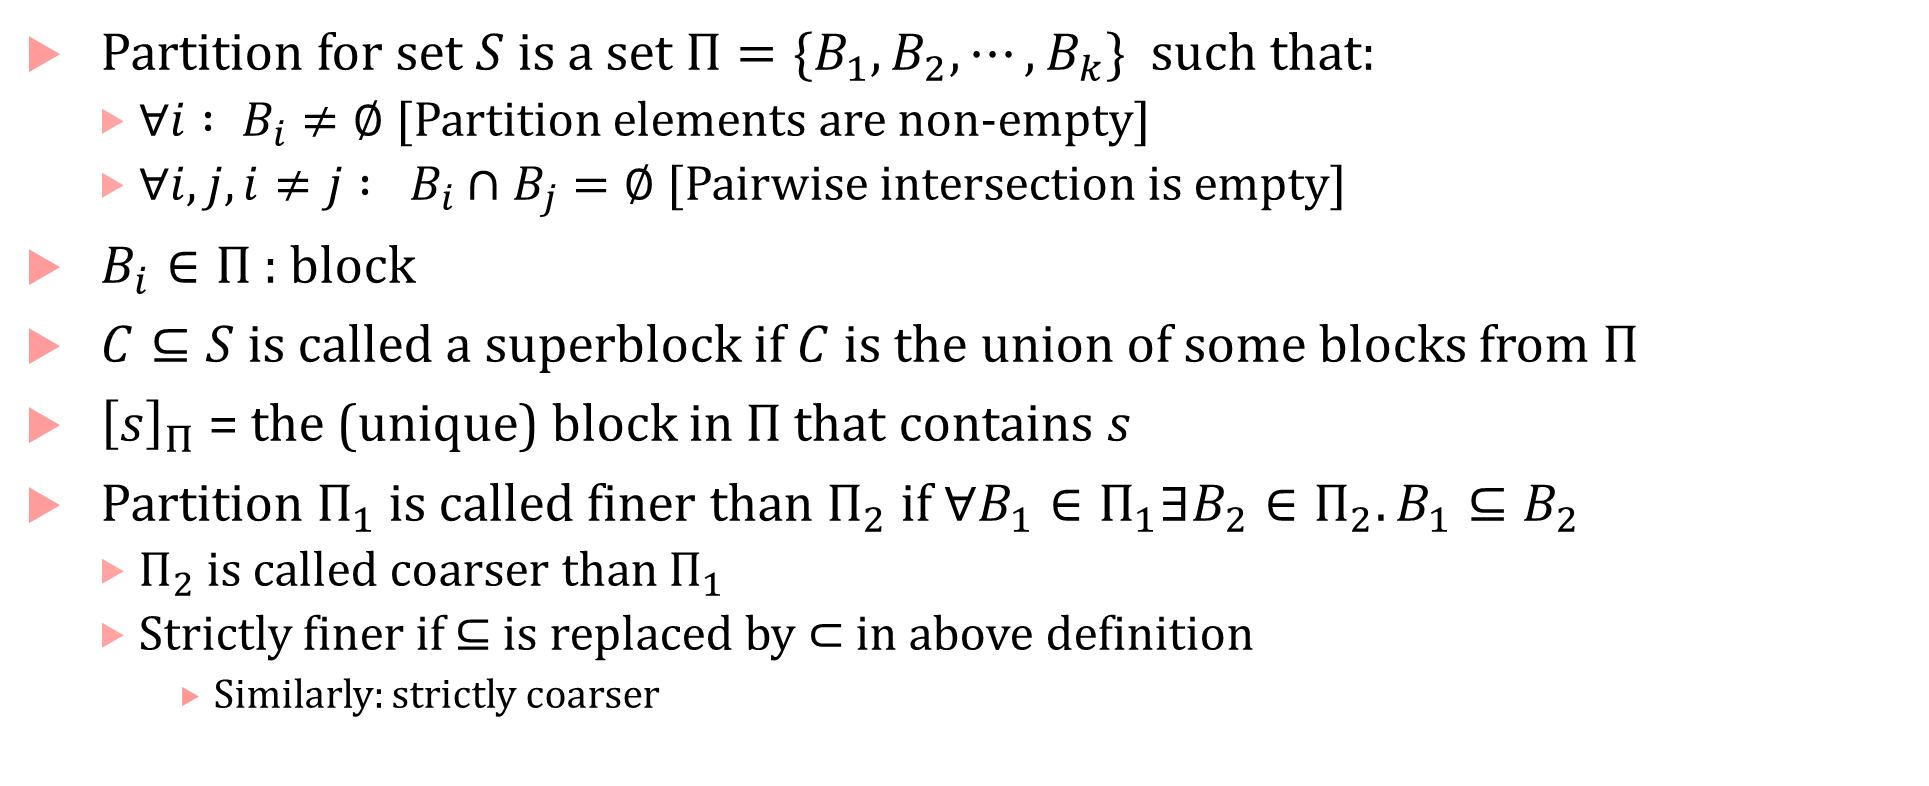 Partition for set S is a set Π = {B₁, B₂, ⋯ , Bₖ} such that:
∀i : Bᵢ ≠ ∅ [Partition elements are non-empty]
∀i, j, i ≠ j : Bᵢ ∩ Bⱼ = ∅ [Pairwise intersection is empty]
Bᵢ ∈ Π : block
C ⊆ S is called a superblock if C is the union of some blocks from Π
[s]_Π = the (unique) block in Π that contains s
Partition Π₁ is called finer than Π₂ if ∀B₁ ∈ Π₁∃B₂ ∈ Π₂. B₁ ⊆ B₂
Π₂ is called coarser than Π₁
Strictly finer if ⊆ is replaced by ⊂ in above definition
Similarly: strictly coarser